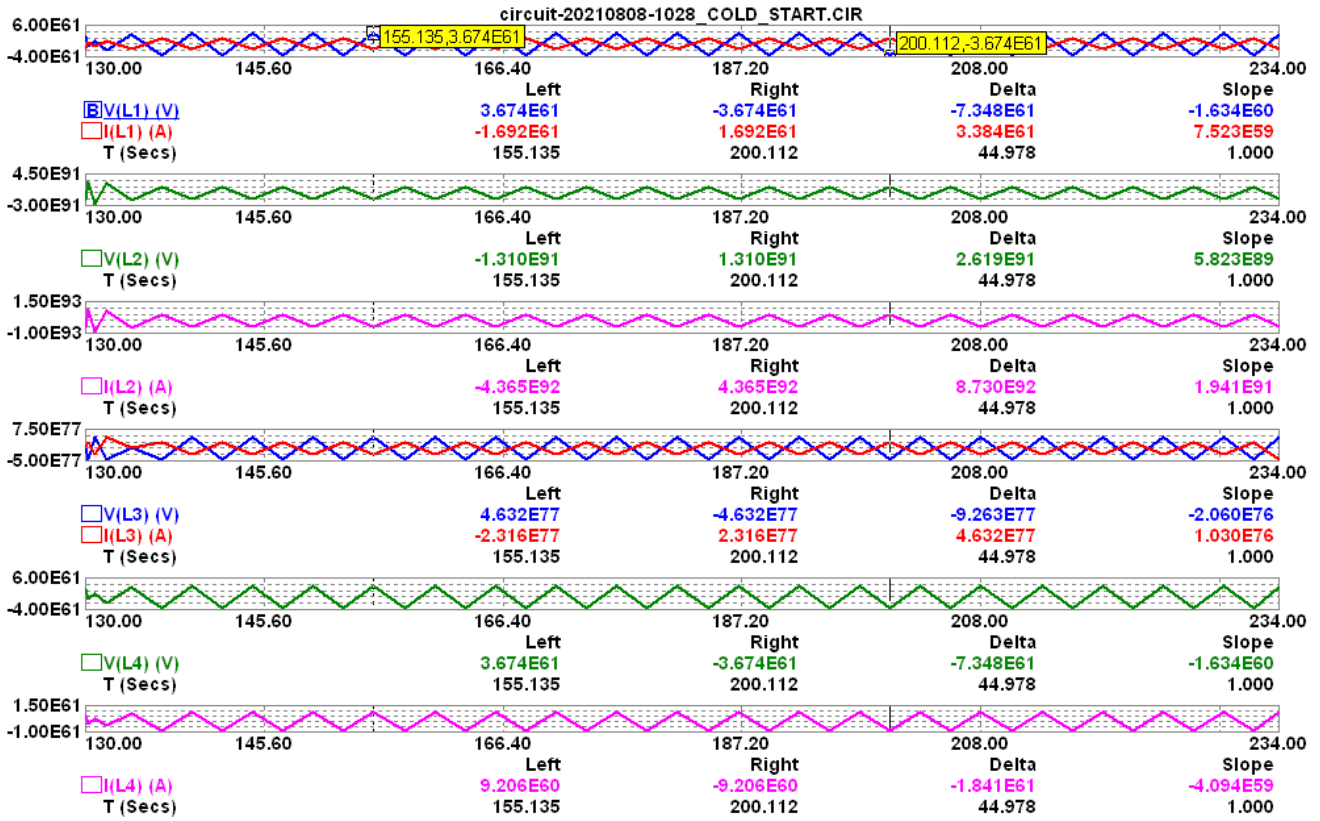 circuit-20210808-1028_COLD_START.CIR
6.00E61
-4.00E61
155.135,3.674E61
200.112,-3.674E61
130.00 145.60 166.40 187.20 208.00 234.00
Left Right Delta Slope
B V(L1) (V) 3.674E61 -3.674E61 -7.348E61 -1.634E60
I(L1) (A) -1.692E61 1.692E61 3.384E61 7.523E59
T (Secs) 155.135 200.112 44.978 1.000
4.50E91
-3.00E91
130.00 145.60 166.40 187.20 208.00 234.00
Left Right Delta Slope
V(L2) (V) -1.310E91 1.310E91 2.619E91 5.823E89
T (Secs) 155.135 200.112 44.978 1.000
1.50E93
-1.00E93
130.00 145.60 166.40 187.20 208.00 234.00
Left Right Delta Slope
I(L2) (A) -4.365E92 4.365E92 8.730E92 1.941E91
T (Secs) 155.135 200.112 44.978 1.000
7.50E77
-5.00E77
130.00 145.60 166.40 187.20 208.00 234.00
Left Right Delta Slope
V(L3) (V) 4.632E77 -4.632E77 -9.263E77 -2.060E76
I(L3) (A) -2.316E77 2.316E77 4.632E77 1.030E76
T (Secs) 155.135 200.112 44.978 1.000
6.00E61
-4.00E61
130.00 145.60 166.40 187.20 208.00 234.00
Left Right Delta Slope
V(L4) (V) 3.674E61 -3.674E61 -7.348E61 -1.634E60
T (Secs) 155.135 200.112 44.978 1.000
1.50E61
-1.00E61
130.00 145.60 166.40 187.20 208.00 234.00
Left Right Delta Slope
I(L4) (A) 9.206E60 -9.206E60 -1.841E61 -4.094E59
T (Secs) 155.135 200.112 44.978 1.000